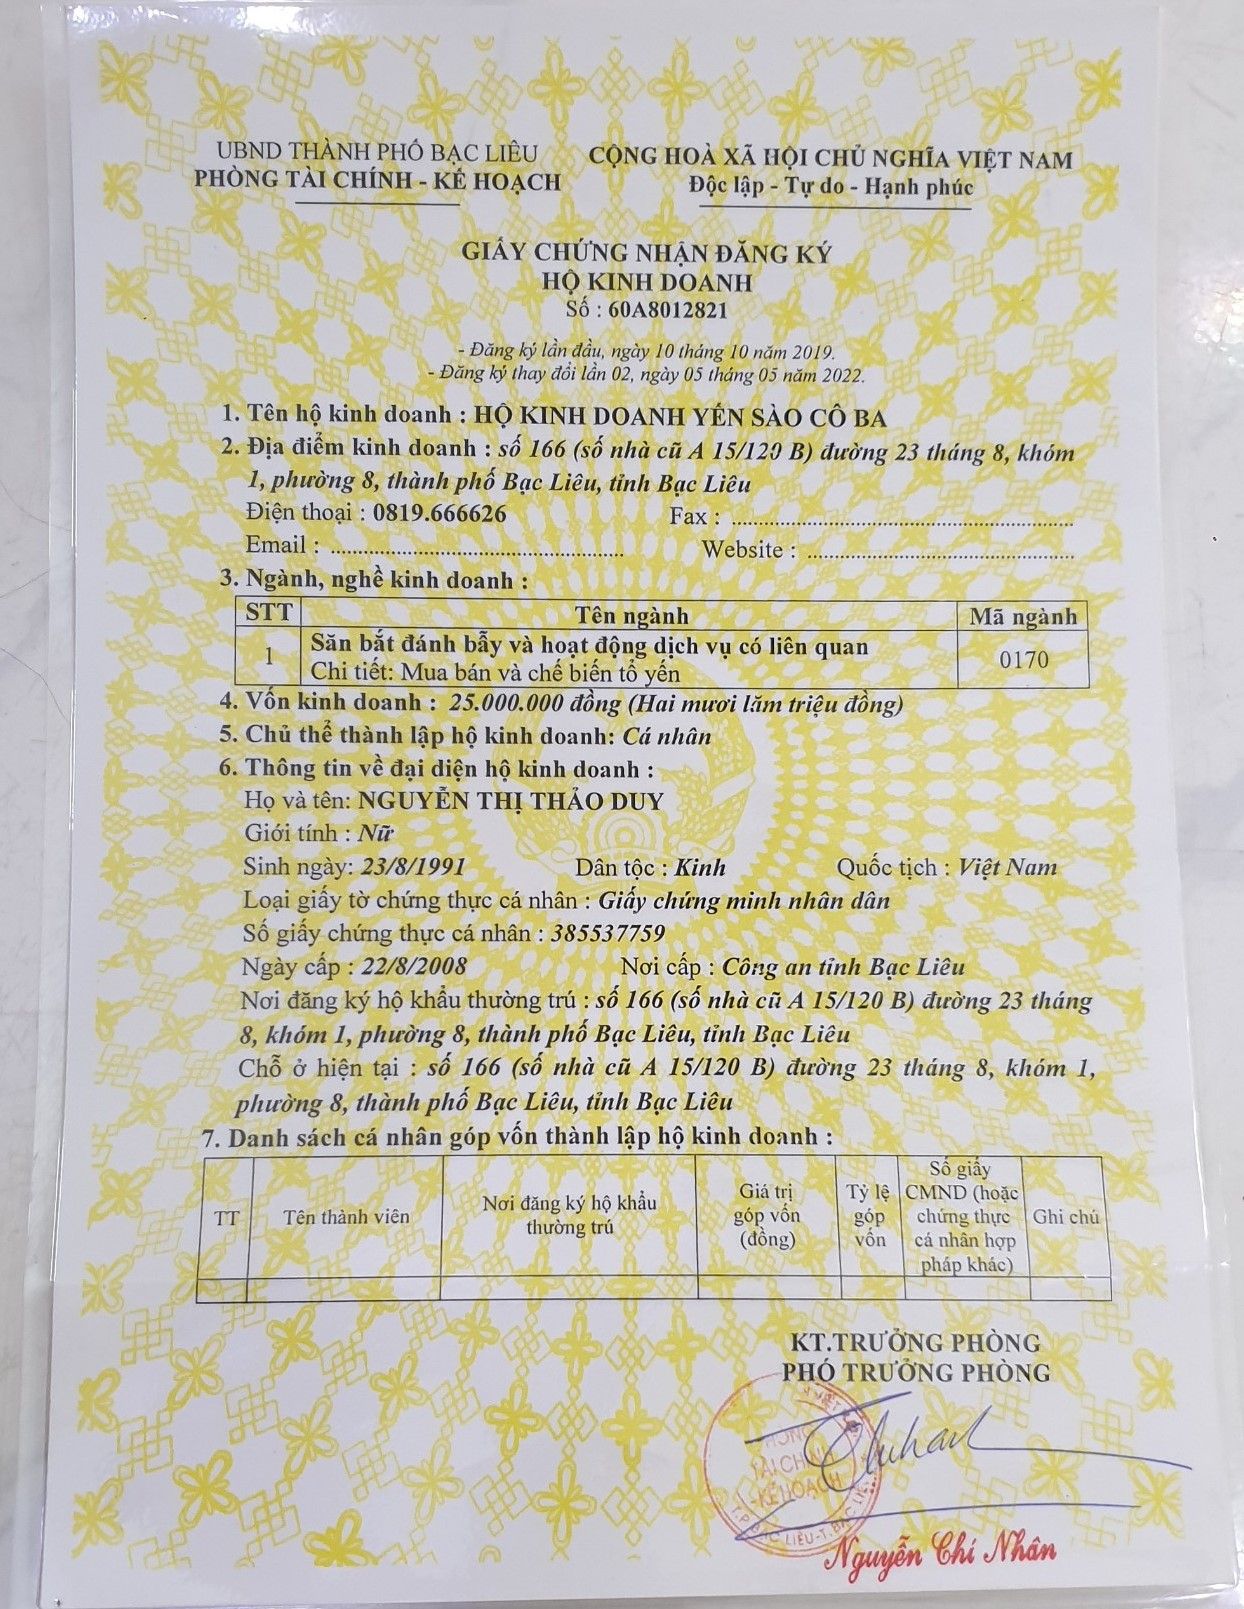 UBND THÀNH PHỐ BẠC LIÊU
PHÒNG TÀI CHÍNH - KẾ HOẠCH
CỘNG HOÀ XÃ HỘI CHỦ NGHĨA VIỆT NAM
Độc lập - Tự do - Hạnh phúc
GIẤY CHỨNG NHẬN ĐĂNG KÝ
HỘ KINH DOANH
Số : 60A8012821
- Đăng ký lần đầu, ngày 10 tháng 10 năm 2019.
- Đăng ký thay đổi lần 02, ngày 05 tháng 05 năm 2022.
1. Tên hộ kinh doanh : HỘ KINH DOANH YẾN SÀO CÔ BA
2. Địa điểm kinh doanh : số 166 (số nhà cũ A 15/120 B) đường 23 tháng 8, khóm
1, phường 8, thành phố Bạc Liêu, tỉnh Bạc Liêu
Điện thoại : 0819.666626 Fax : ..........
Email : .......... Website : ..........
3. Ngành, nghề kinh doanh :
STT Tên ngành Mã ngành
1 Săn bắt đánh bẫy và hoạt động dịch vụ có liên quan 0170
Chi tiết: Mua bán và chế biến tổ yến
4. Vốn kinh doanh : 25.000.000 đồng (Hai mươi lăm triệu đồng)
5. Chủ thể thành lập hộ kinh doanh: Cá nhân
6. Thông tin về đại diện hộ kinh doanh :
Họ và tên: NGUYỄN THỊ THẢO DUY
Giới tính : Nữ
Sinh ngày: 23/8/1991 Dân tộc : Kinh Quốc tịch : Việt Nam
Loại giấy tờ chứng thực cá nhân : Giấy chứng minh nhân dân
Số giấy chứng thực cá nhân : 385537759
Ngày cấp : 22/8/2008 Nơi cấp : Công an tỉnh Bạc Liêu
Nơi đăng ký hộ khẩu thường trú : số 166 (số nhà cũ A 15/120 B) đường 23 tháng
8, khóm 1, phường 8, thành phố Bạc Liêu, tỉnh Bạc Liêu
Chỗ ở hiện tại : số 166 (số nhà cũ A 15/120 B) đường 23 tháng 8, khóm 1,
phường 8, thành phố Bạc Liêu, tỉnh Bạc Liêu
7. Danh sách cá nhân góp vốn thành lập hộ kinh doanh :
TT
Tên thành viên
Nơi đăng ký hộ khẩu
thường trú
Giá trị
góp vốn
(đồng)
Tỷ lệ
góp
vốn
Số giấy
CMND (hoặc
chứng thực
cá nhân hợp
pháp khác)
Ghi chú
KT.TRƯỞNG PHÒNG
PHÓ TRƯỞNG PHÒNG
PHÒNG
TÀI CHÍNH
-KẾ HOẠCH
BẠC LIÊU-T.BẠC LIÊU
Nguyễn Chí Nhân